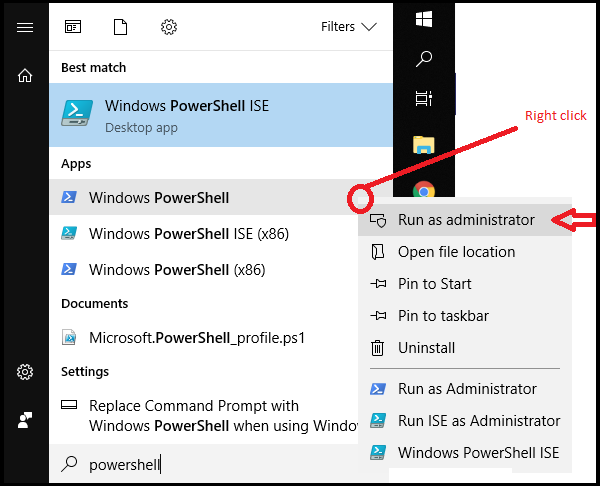 Filters
Best match
Windows PowerShell ISE
Desktop app
Apps
Windows PowerShell
Windows PowerShell ISE (x86)
Windows PowerShell (x86)
Documents
Microsoft.PowerShell_profile.ps1
Settings
Replace Command Prompt with
Windows PowerShell when using Windo
powershell
Right click
Run as administrator
Open file location
Pin to Start
Pin to taskbar
Uninstall
Run as Administrator
Run ISE as Administrator
Windows PowerShell ISE